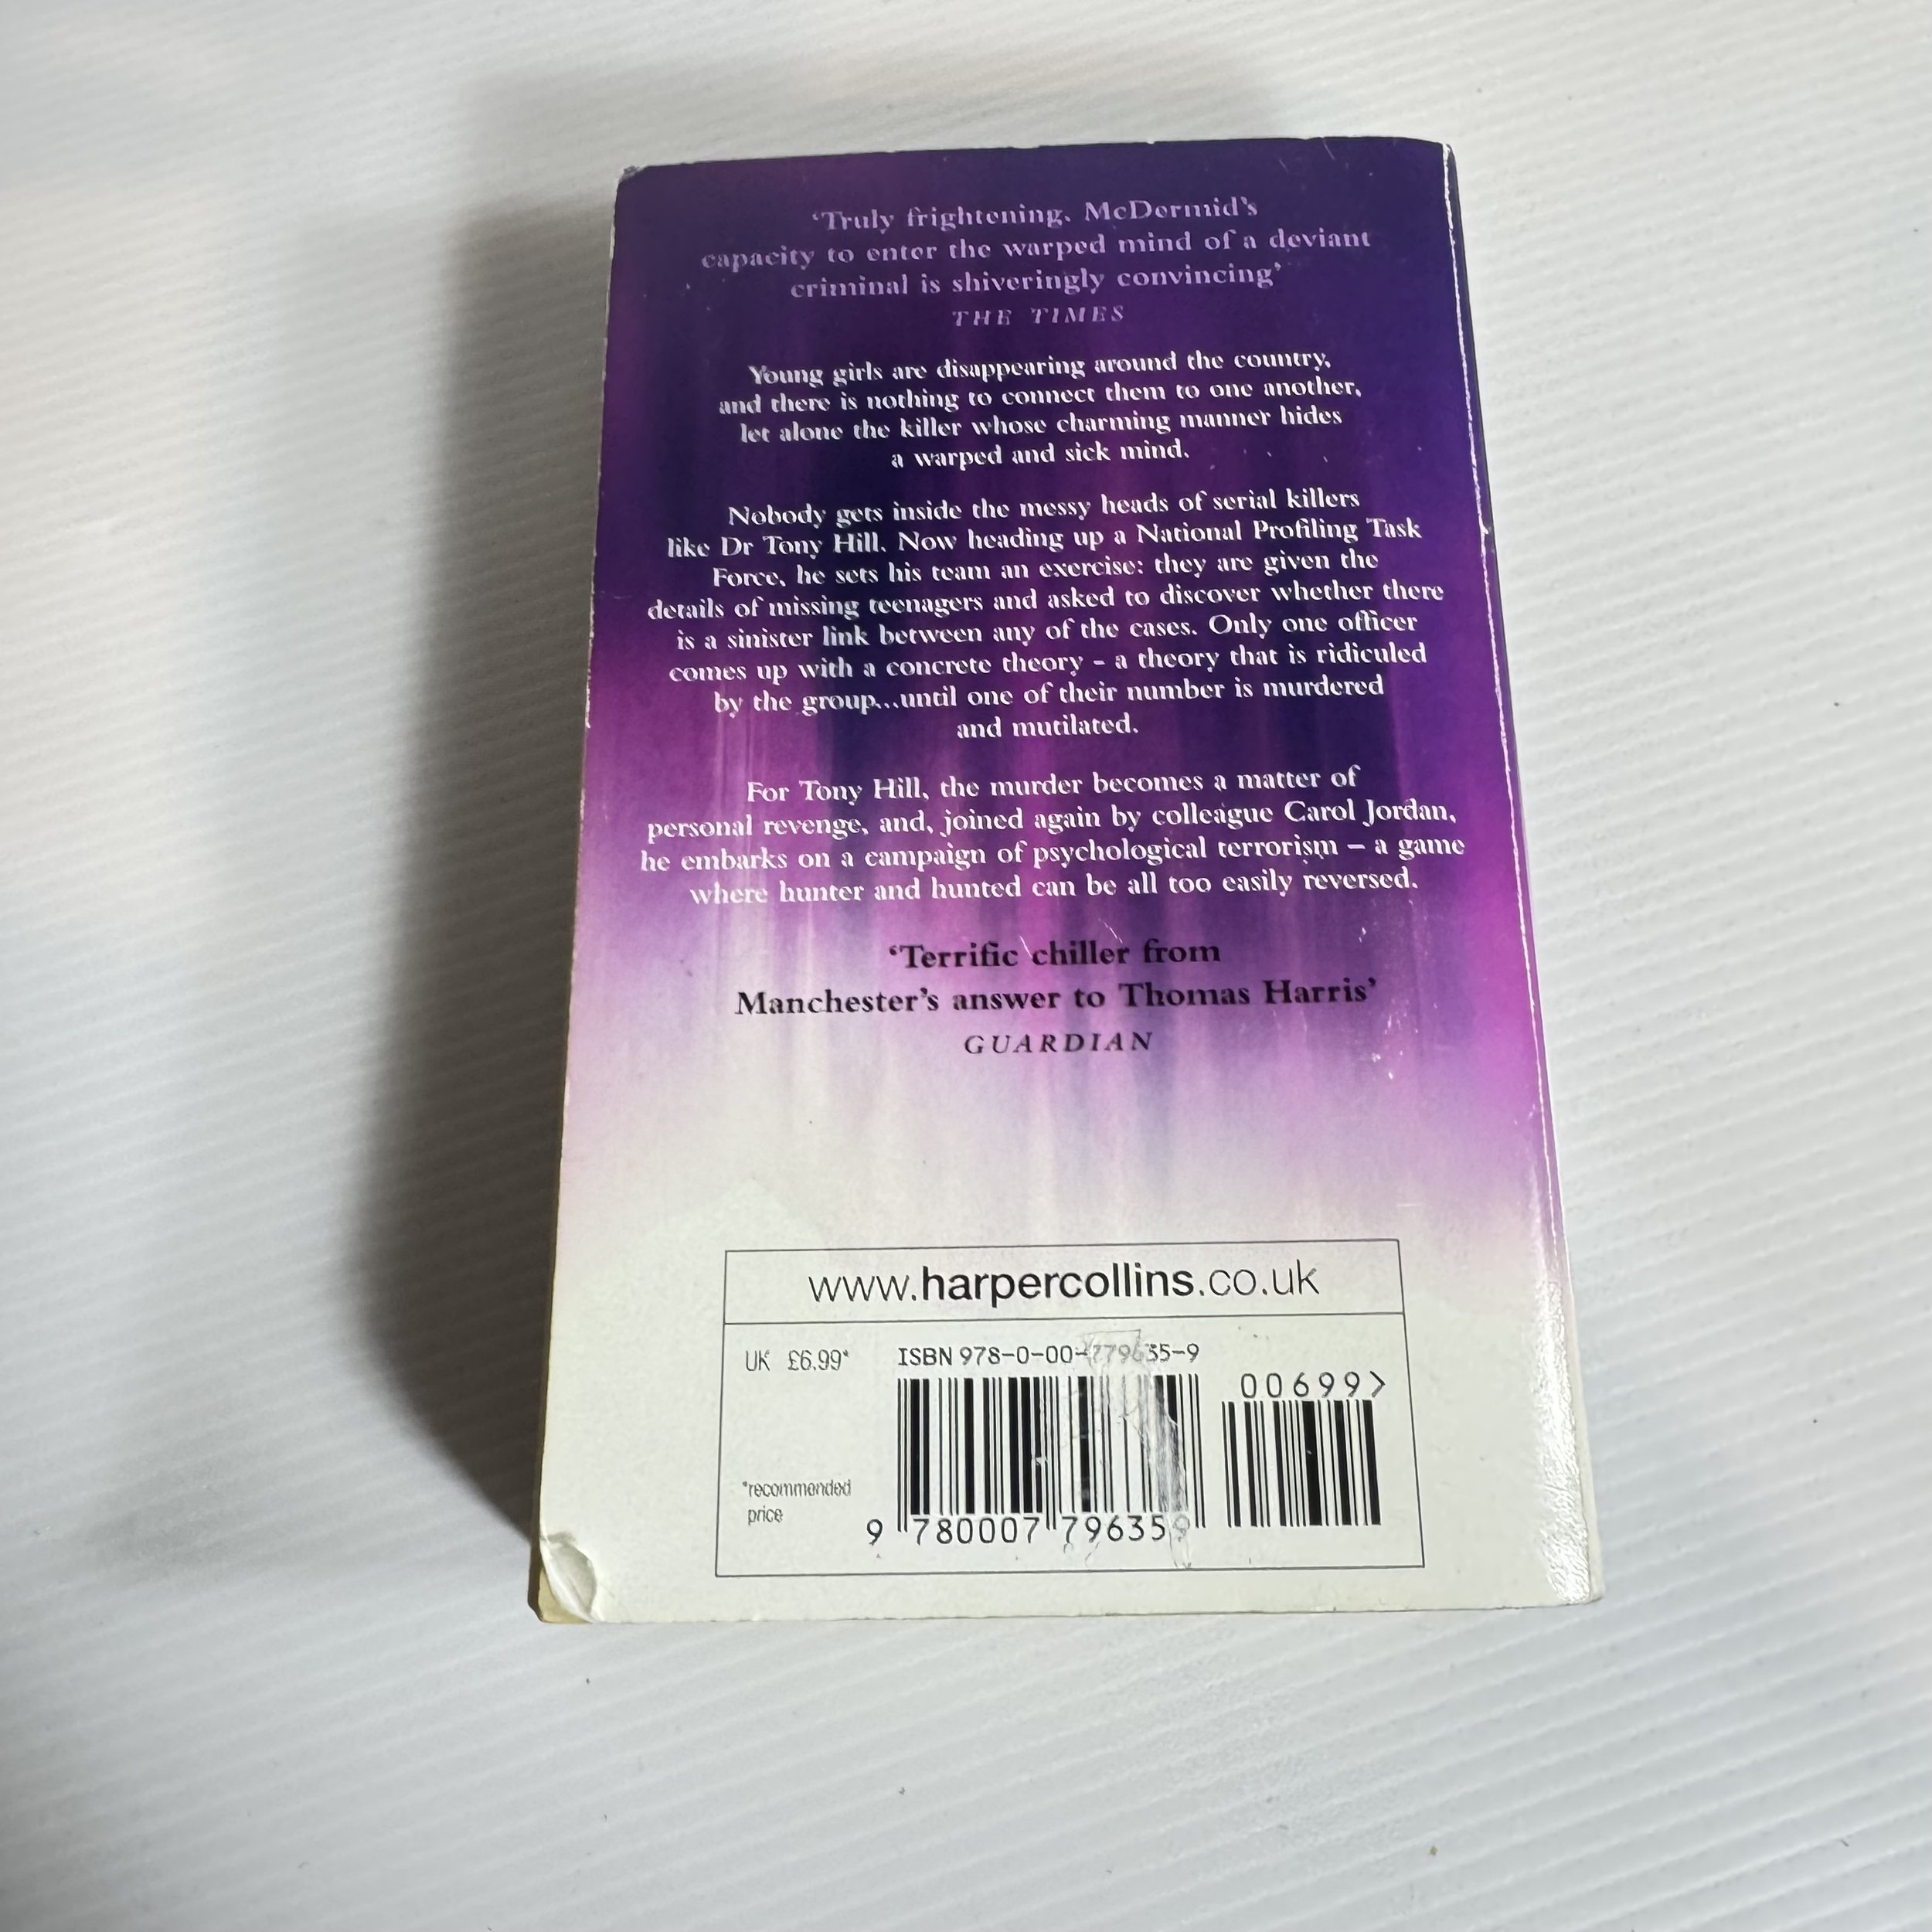 ‘Truly frightening. McDermid’s
capacity to enter the warped mind of a deviant
criminal is shiveringly convincing’
THE TIMES
Young girls are disappearing around the country,
and there is nothing to connect them to one another,
let alone the killer whose charming manner hides
a warped and sick mind.
Nobody gets inside the messy heads of serial killers
like Dr Tony Hill. Now heading up a National Profiling Task
Force, he sets his team an exercise: they are given the
details of missing teenagers and asked to discover whether there
is a sinister link between any of the cases. Only one officer
comes up with a concrete theory – a theory that is ridiculed
by the group...until one of their number is murdered
and mutilated.
For Tony Hill, the murder becomes a matter of
personal revenge, and, joined again by colleague Carol Jordan,
he embarks on a campaign of psychological terrorism – a game
where hunter and hunted can be all too easily reversed.
‘Terrific chiller from
Manchester’s answer to Thomas Harris’
GUARDIAN
www.harpercollins.co.uk
UK £6.99*
ISBN 978-0-00-779635-9
00699>
*recommended
price
9 780007 796359